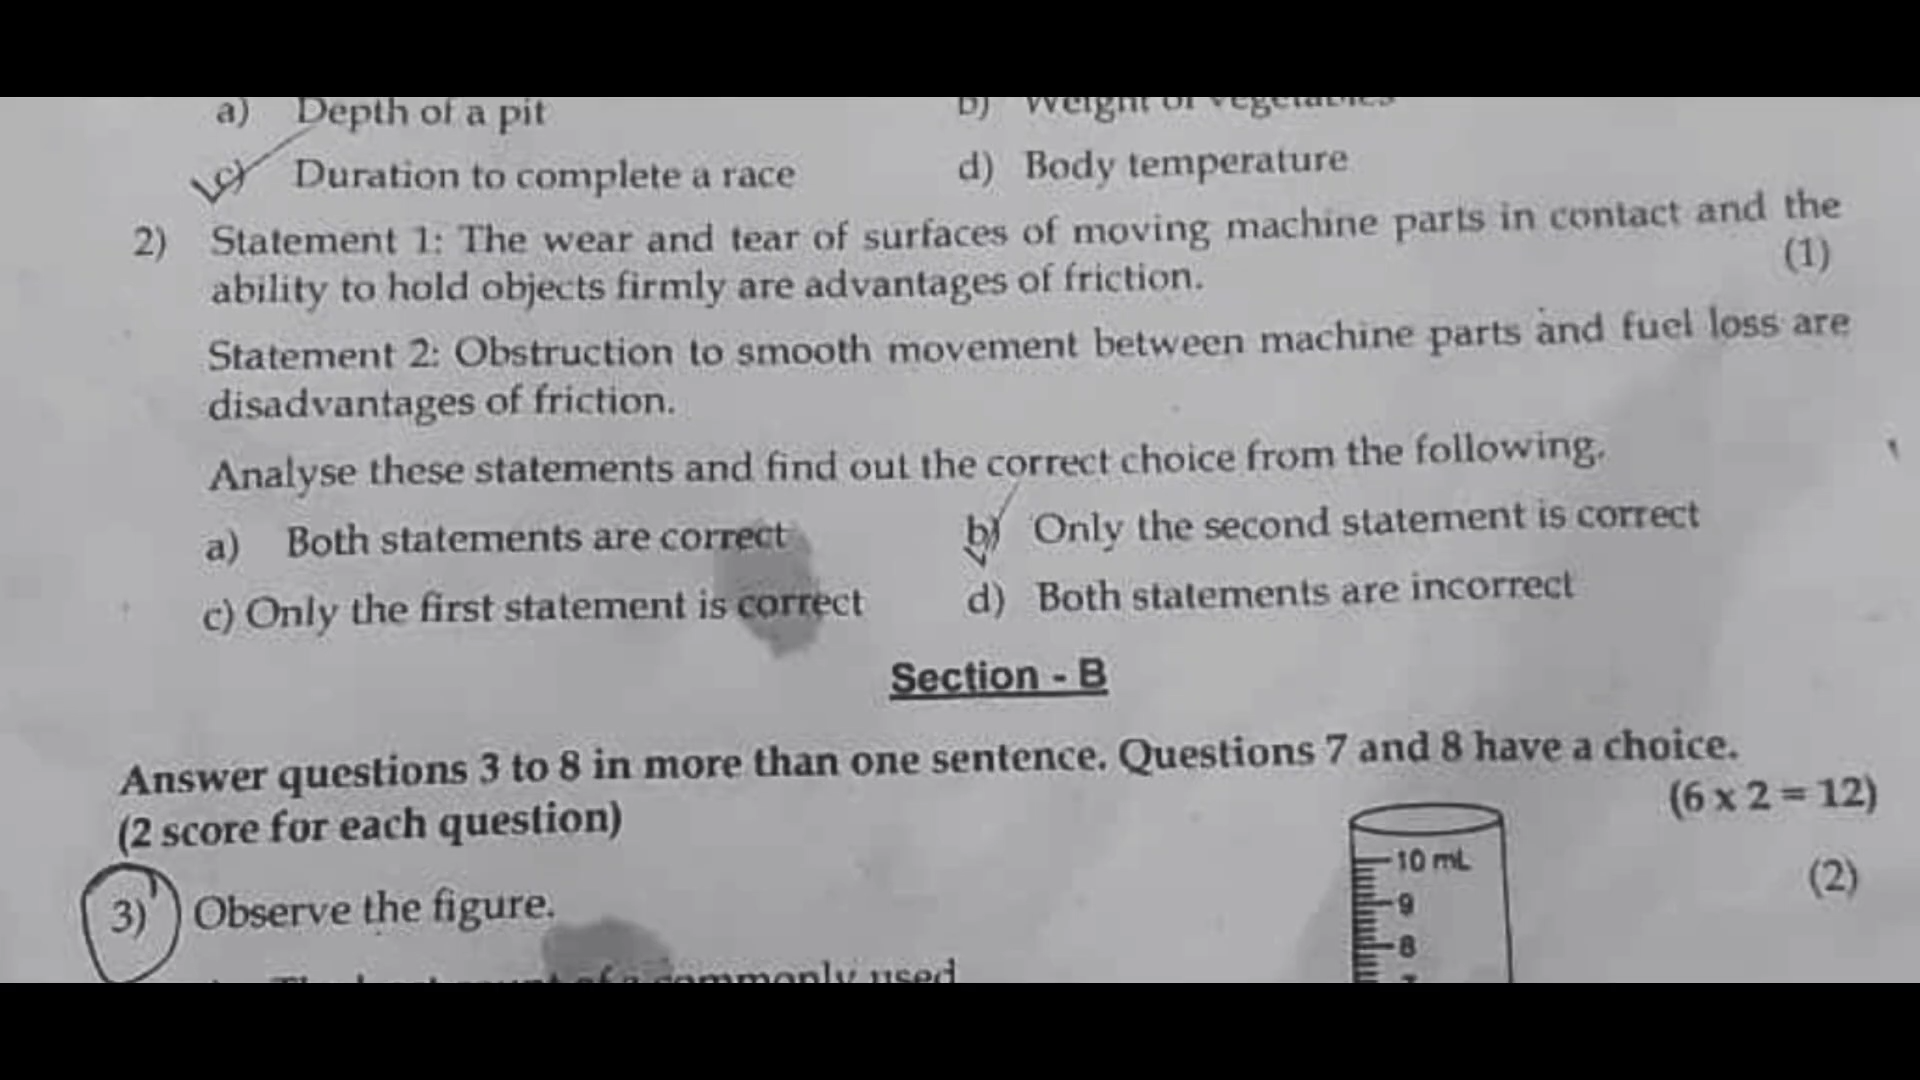 a) Depth of a pit
b) Weight of vegetables
c) Duration to complete a race
d) Body temperature
2) Statement 1: The wear and tear of surfaces of moving machine parts in contact and the
ability to hold objects firmly are advantages of friction. (1)
Statement 2: Obstruction to smooth movement between machine parts and fuel loss are
disadvantages of friction.
Analyse these statements and find out the correct choice from the following.
a) Both statements are correct
b) Only the second statement is correct
c) Only the first statement is correct
d) Both statements are incorrect
Section - B
Answer questions 3 to 8 in more than one sentence. Questions 7 and 8 have a choice.
(2 score for each question) (6 x 2 = 12)
3) Observe the figure. (2)
10 mL
9
8
commonly used